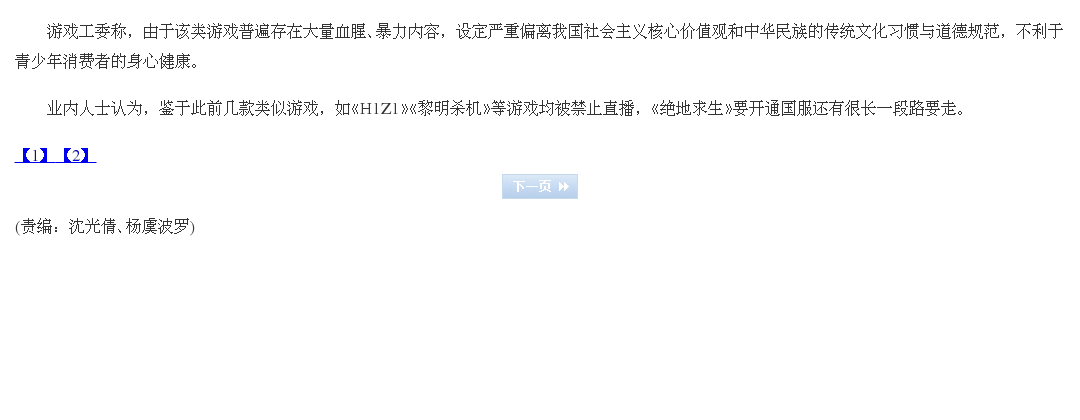 游戏工委称，由于该类游戏普遍存在大量血腥、暴力内容，设定严重偏离我国社会主义核心价值观和中华民族的传统文化习惯与道德规范，不利于
青少年消费者的身心健康。
业内人士认为，鉴于此前几款类似游戏，如《H1Z1》《黎明杀机》等游戏均被禁止直播，《绝地求生》要开通国服还有很长一段路要走。
【1】【2】
下一页
(责编：沈光倩、杨虞波罗)